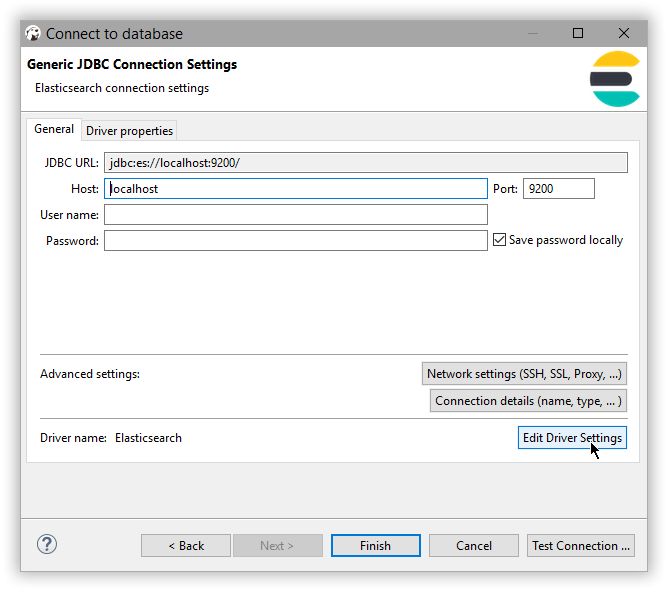 Connect to database
Generic JDBC Connection Settings
Elasticsearch connection settings
General Driver properties
JDBC URL: jdbc:es://localhost:9200/
Host: localhost Port: 9200
User name:
Password: Save password locally
Advanced settings: Network settings (SSH, SSL, Proxy, ...)
Connection details (name, type, ... )
Driver name: Elasticsearch Edit Driver Settings
? < Back Next > Finish Cancel Test Connection ...